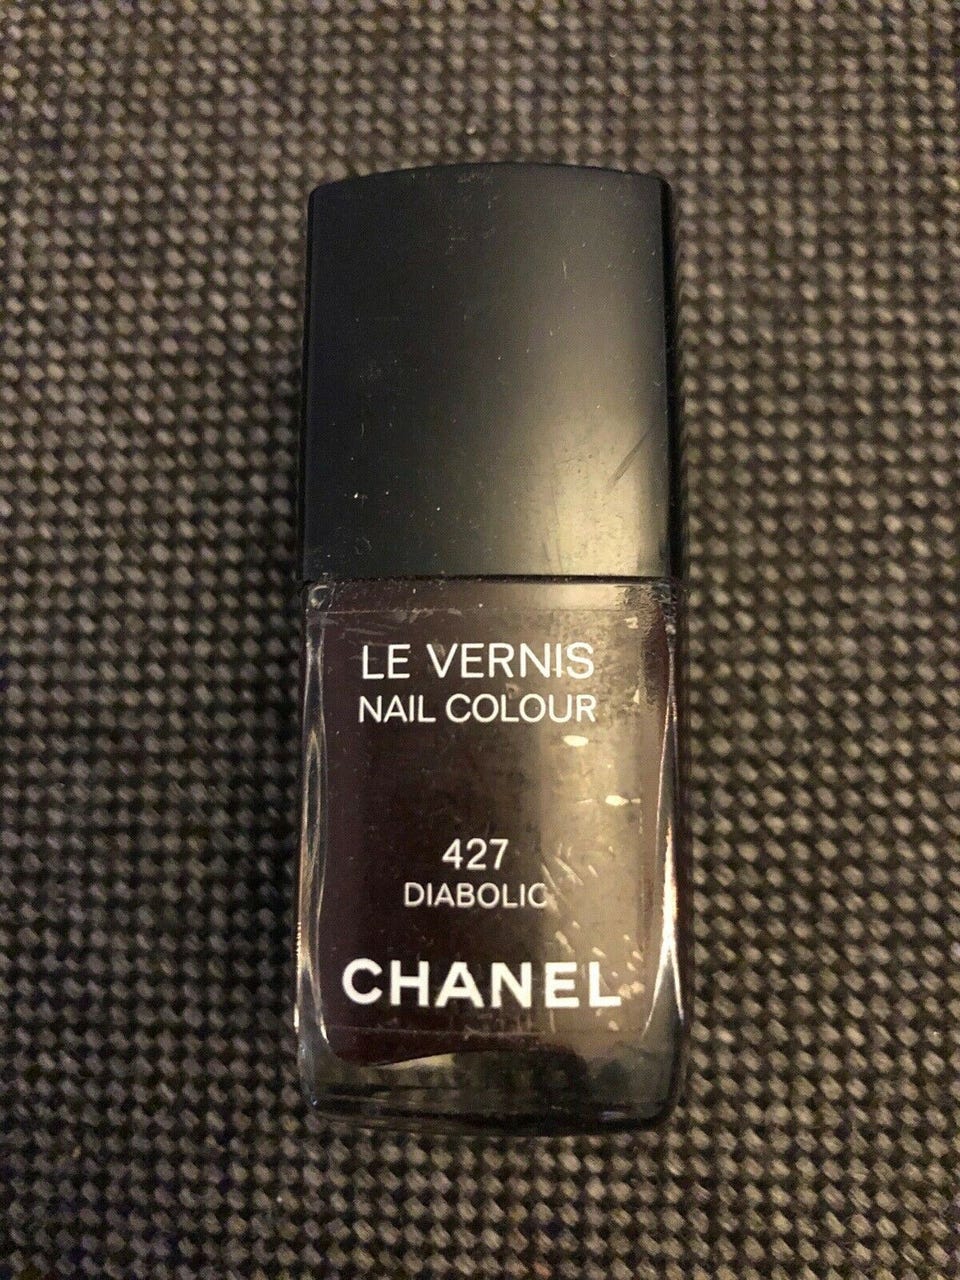 LE VERNIS
NAIL COLOUR
427
DIABOLIC
CHANEL